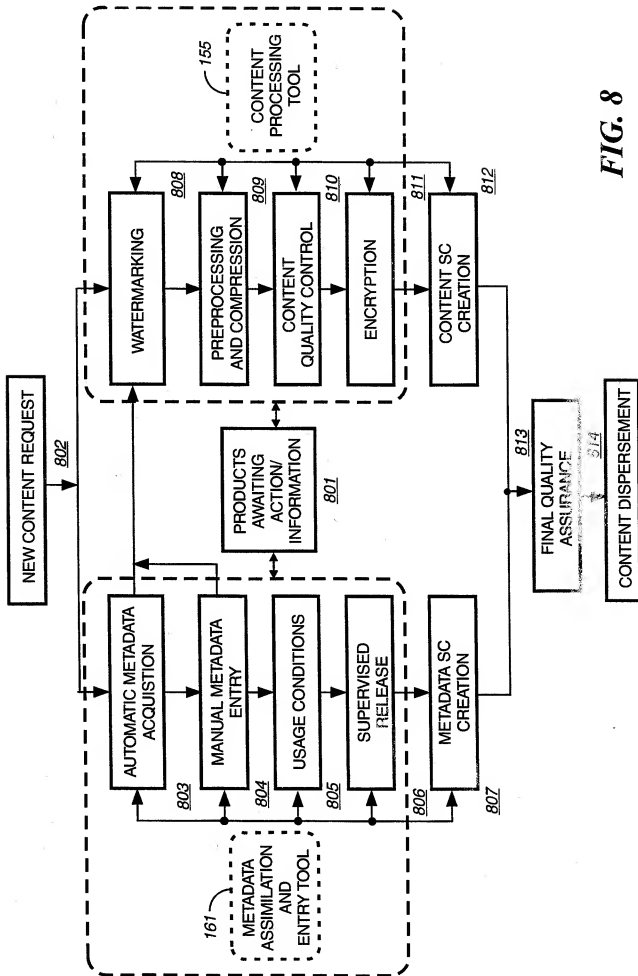 NEW CONTENT REQUEST
802
161
METADATA
ASSIMILATION
AND
ENTRY TOOL
AUTOMATIC METADATA
ACQUISTION
803
MANUAL METADATA
ENTRY
804
USAGE CONDITIONS
805
SUPERVISED
RELEASE
806
METADATA SC
CREATION
807
PRODUCTS
AWAITING
ACTION/
INFORMATION
801
WATERMARKING
808
PREPROCESSING
AND COMPRESSION
809
CONTENT
QUALITY CONTROL
810
ENCRYPTION
811
CONTENT SC
CREATION
812
155
CONTENT
PROCESSING
TOOL
813
FINAL QUALITY
ASSURANCE
814
CONTENT DISPERSEMENT
FIG. 8